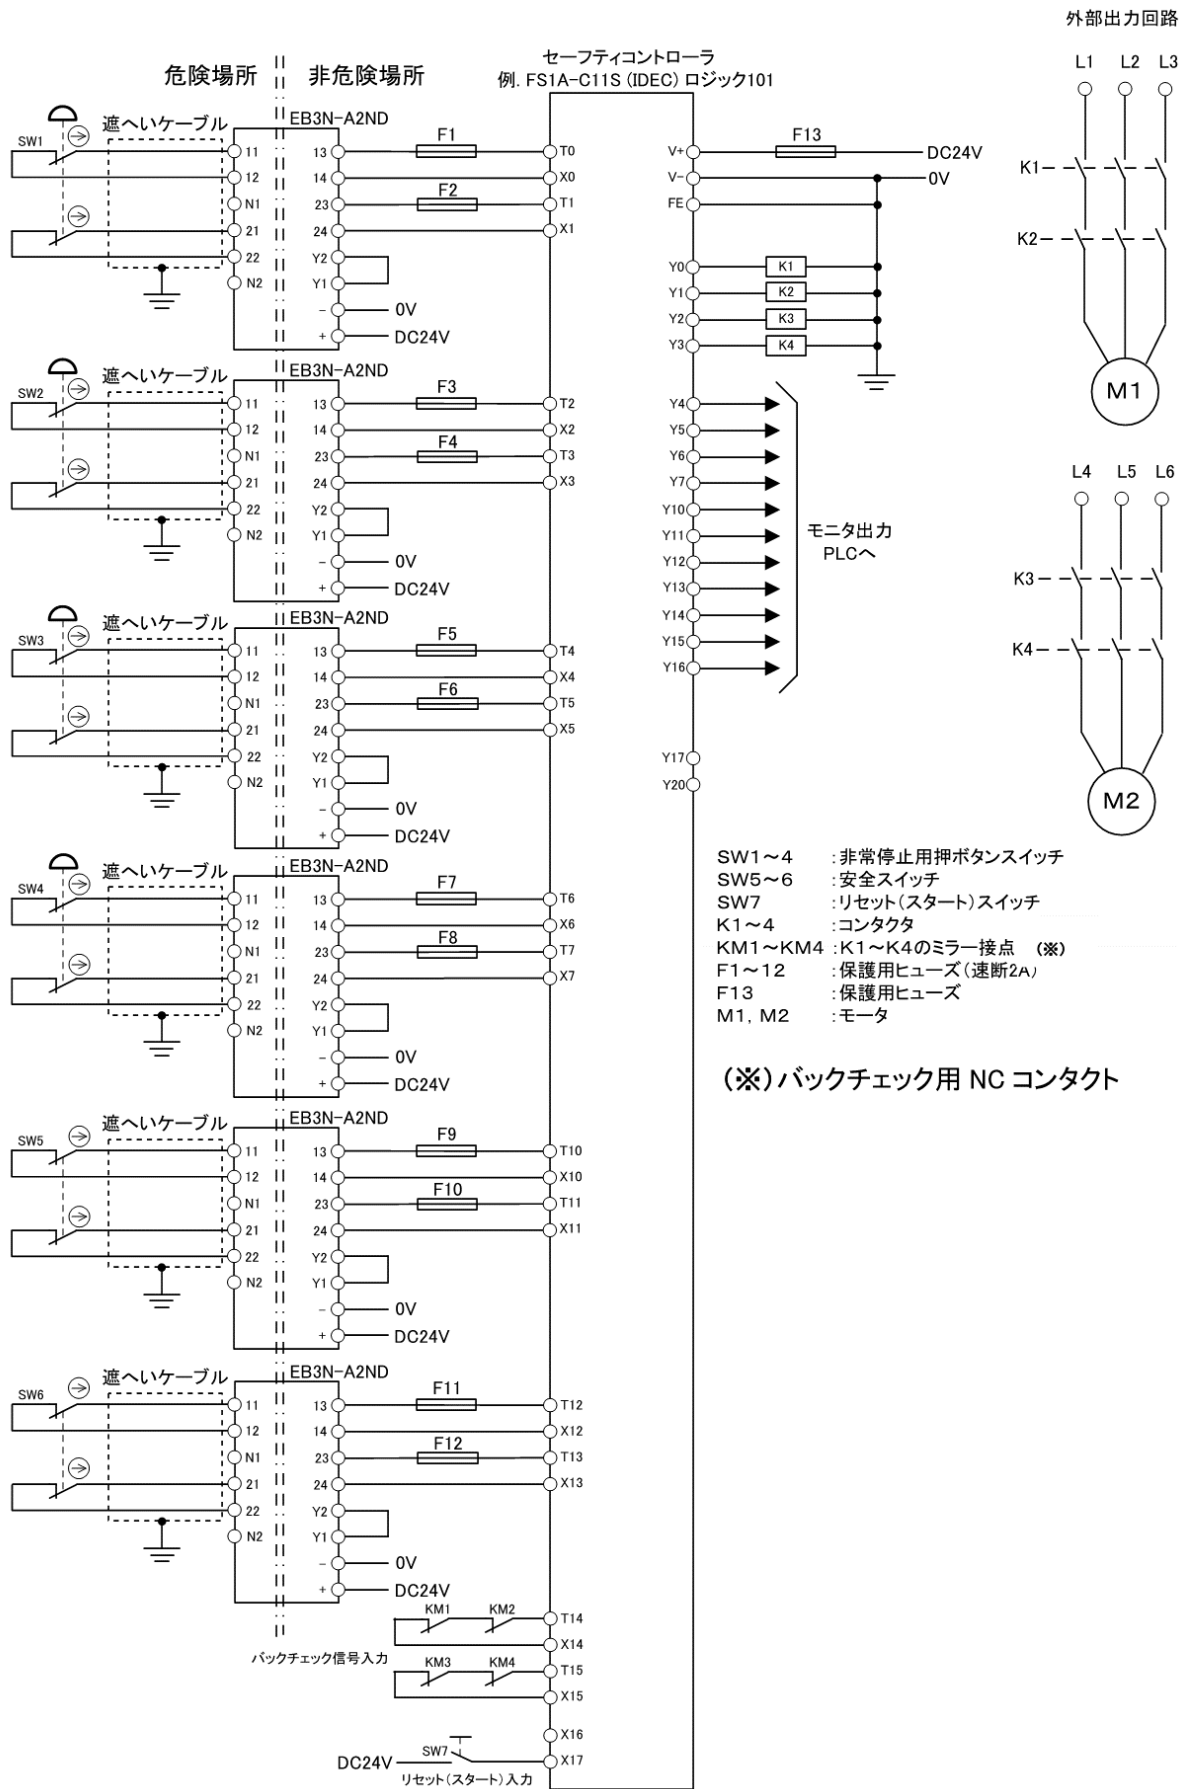 外部出力回路
セーフティコントローラ
例. FS1A-C11S (IDEC) ロジック101
危険場所 非危険場所
L1 L2 L3
K1
K2
M1
L4 L5 L6
K3
K4
M2
SW1
遮へいケーブル
EB3N-A2ND
11
12
N1
21
22
N2
13
14
23
24
Y2
Y1
- 0V
+ DC24V
F1
F2
T0
X0
T1
X1
SW2
遮へいケーブル
EB3N-A2ND
11
12
N1
21
22
N2
13
14
23
24
Y2
Y1
- 0V
+ DC24V
F3
F4
T2
X2
T3
X3
SW3
遮へいケーブル
EB3N-A2ND
11
12
N1
21
22
N2
13
14
23
24
Y2
Y1
- 0V
+ DC24V
F5
F6
T4
X4
T5
X5
SW4
遮へいケーブル
EB3N-A2ND
11
12
N1
21
22
N2
13
14
23
24
Y2
Y1
- 0V
+ DC24V
F7
F8
T6
X6
T7
X7
SW5
遮へいケーブル
EB3N-A2ND
11
12
N1
21
22
N2
13
14
23
24
Y2
Y1
- 0V
+ DC24V
F9
F10
T10
X10
T11
X11
SW6
遮へいケーブル
EB3N-A2ND
11
12
N1
21
22
N2
13
14
23
24
Y2
Y1
- 0V
+ DC24V
F11
F12
T12
X12
T13
X13
KM1 KM2 T14
X14
バックチェック信号入力
KM3 KM4 T15
X15
X16
DC24V SW7 X17
リセット(スタート)入力
V+ F13 DC24V
V- 0V
FE
Y0 K1
Y1 K2
Y2 K3
Y3 K4
Y4
Y5
Y6
Y7
Y10
Y11
Y12
Y13
Y14
Y15
Y16
モニタ出力
PLCへ
Y17
Y20
SW1～4 :非常停止用押ボタンスイッチ
SW5～6 :安全スイッチ
SW7 :リセット(スタート)スイッチ
K1～4 :コンタクタ
KM1～KM4 :K1～K4のミラー接点 (※)
F1～12 :保護用ヒューズ(速断2A)
F13 :保護用ヒューズ
M1, M2 :モータ
(※)バックチェック用 NC コンタクト